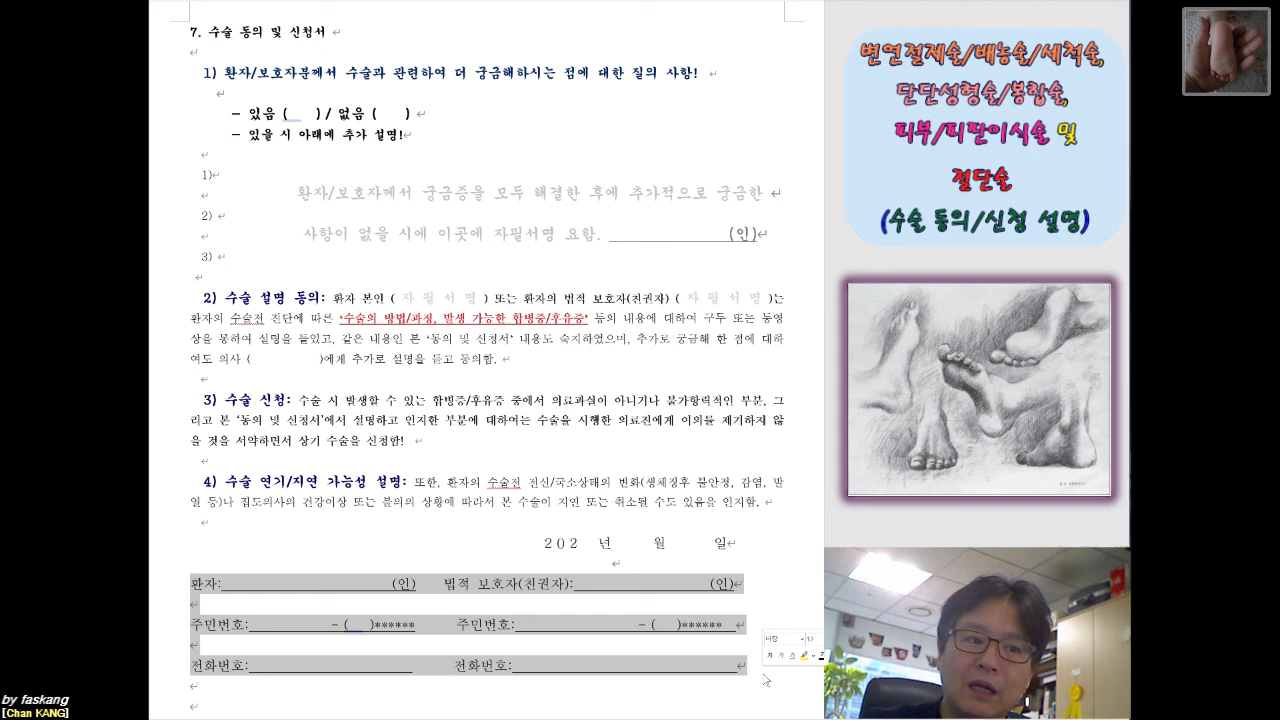 7. 수술 동의 및 신청서
1) 환자/보호자분께서 수술과 관련하여 더 궁금해하시는 점에 대한 질의 사항!
- 있음 (    ) / 없음 (    )
- 있을 시 아래에 추가 설명!
1)
환자/보호자께서 궁금증을 모두 해결한 후에 추가적으로 궁금한
2)
사항이 없을 시에 이곳에 자필서명 요함. ____________(인)
3)
2) 수술 설명 동의: 환자 본인 ( 자 필 서 명 ) 또는 환자의 법적 보호자(친권자) ( 자 필 서 명 )는
환자의 수술전 진단에 따른 '수술의 방법/과정, 발생 가능한 합병증/후유증' 등의 내용에 대하여 구두 또는 동영
상을 통하여 설명을 들었고, 같은 내용인 본 '동의 및 신청서' 내용도 숙지하였으며, 추가로 궁금해 한 점에 대하
여도 의사 (            )에게 추가로 설명을 듣고 동의함.
3) 수술 신청: 수술 시 발생할 수 있는 합병증/후유증 중에서 의료과실이 아니거나 불가항력적인 부분, 그
리고 본 '동의 및 신청서'에서 설명하고 인지한 부분에 대하여는 수술을 시행한 의료진에게 이의를 제기하지 않
을 것을 서약하면서 상기 수술을 신청함!
4) 수술 연기/지연 가능성 설명: 또한, 환자의 수술전 전신/국소상태의 변화(생체징후 불안정, 감염, 발
열 등)나 집도의사의 건강이상 또는 불의의 상황에 따라서 본 수술이 지연 또는 취소될 수도 있음을 인지함.
202   년      월      일
환자:____________(인)   법적 보호자(친권자):____________(인)
주민번호:____________-(   )******   주민번호:____________-(   )******
전화번호:____________   전화번호:____________
바탕 12
가 가 가 가
변연절제술/배농술/세척술,
단단성형술/봉합술,
피부/피판이식술 및
절단술
(수술 동의/신청 설명)
by faskang
[Chan KANG]